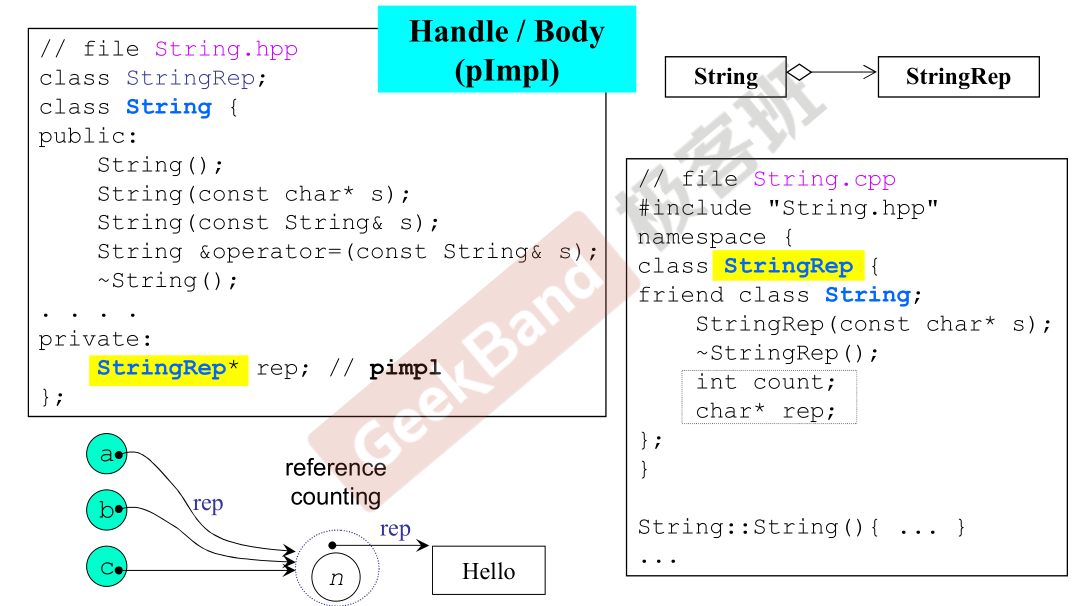 Handle / Body
(pImpl)
// file String.hpp
class StringRep;
class String {
public:
    String();
    String(const char* s);
    String(const String& s);
    String &operator=(const String& s);
    ~String();
. . . .
private:
    StringRep* rep; // pimpl
};
String
StringRep
// file String.cpp
#include "String.hpp"
namespace {
class StringRep {
friend class String;
    StringRep(const char* s);
    ~StringRep();
    int count;
    char* rep;
};
}
String::String(){ ... }
...
a
b
c
rep
reference
counting
rep
n
Hello
GeekBand 极客班